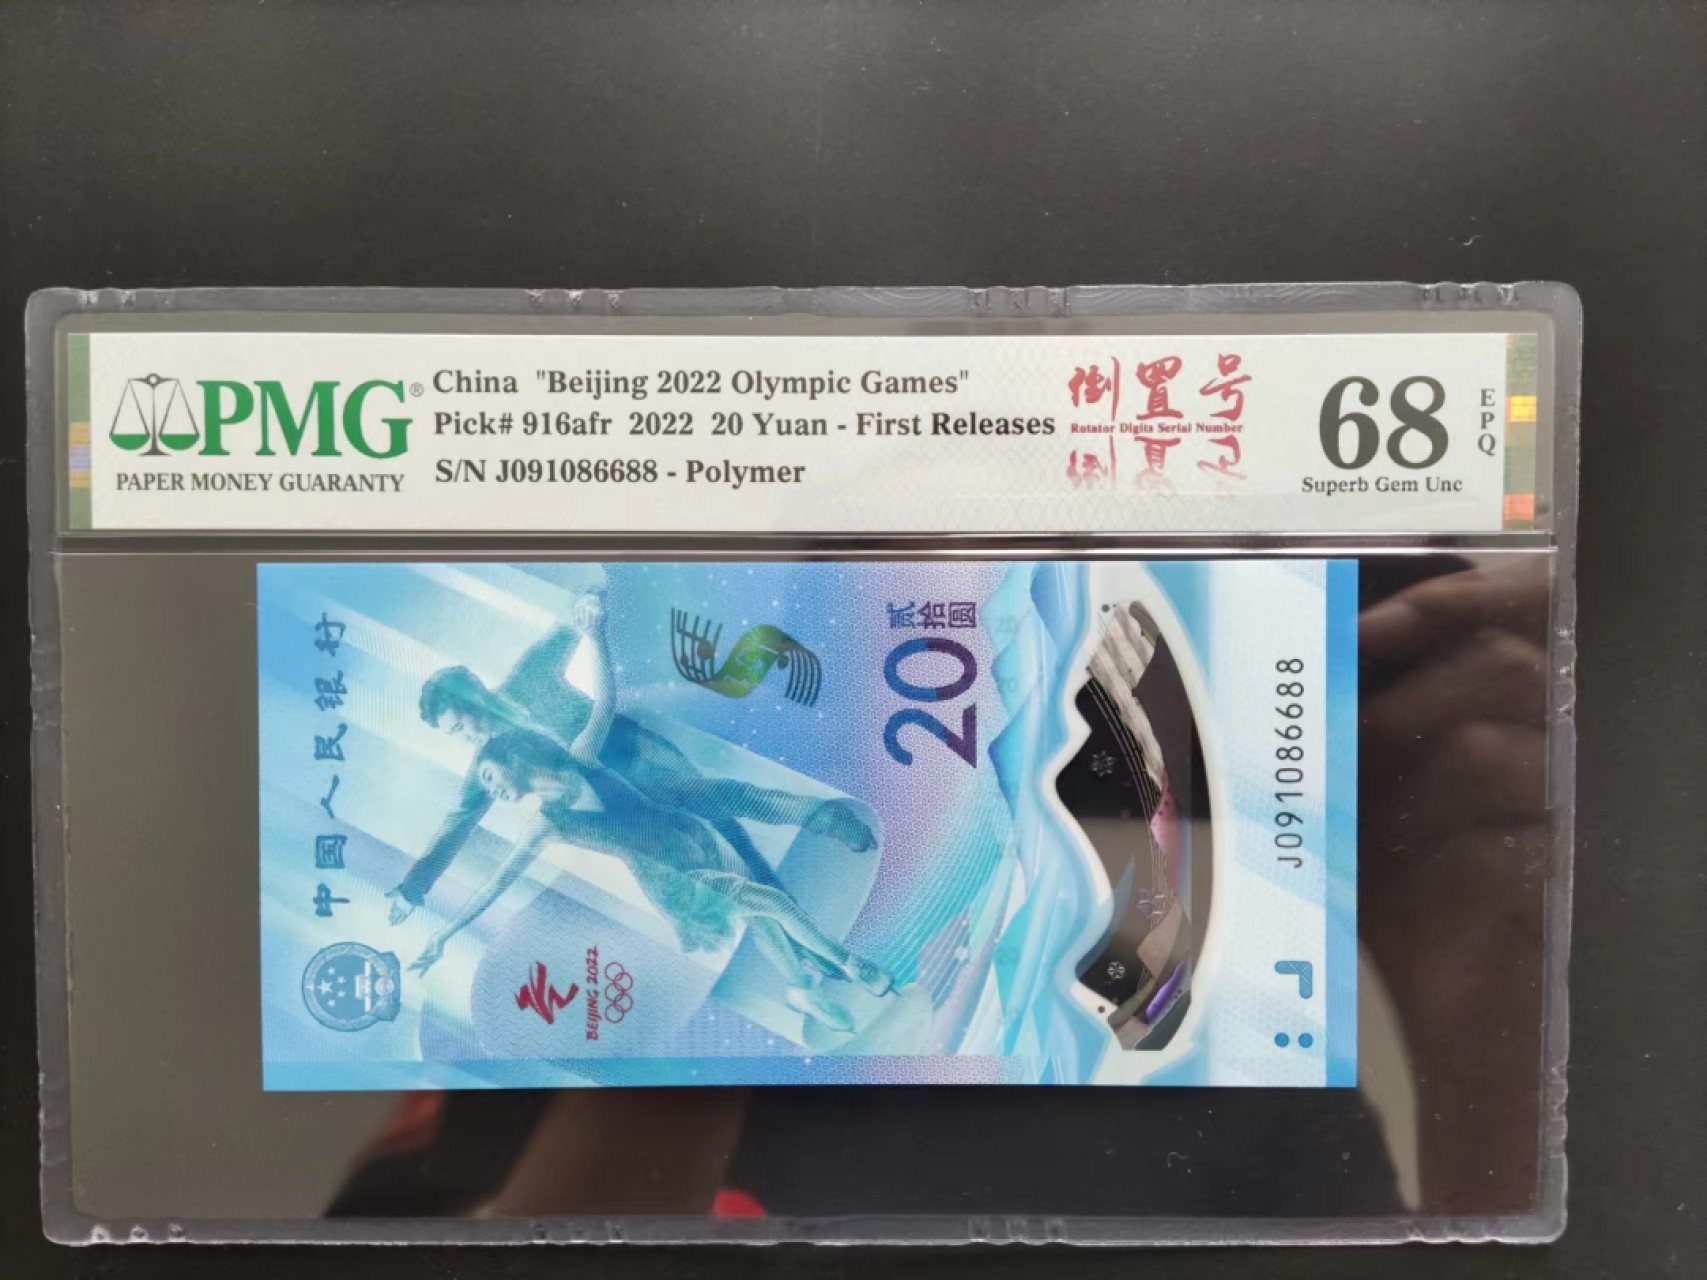 PMG®
PAPER MONEY GUARANTY
China "Beijing 2022 Olympic Games"
Pick# 916afr 2022 20 Yuan - First Releases
S/N J091086688 - Polymer
倒置号
Rotator Digits Serial Number
68
EPQ
Superb Gem Unc
中国人民银行
BEIJING 2022
贰拾圆
20
J091086688